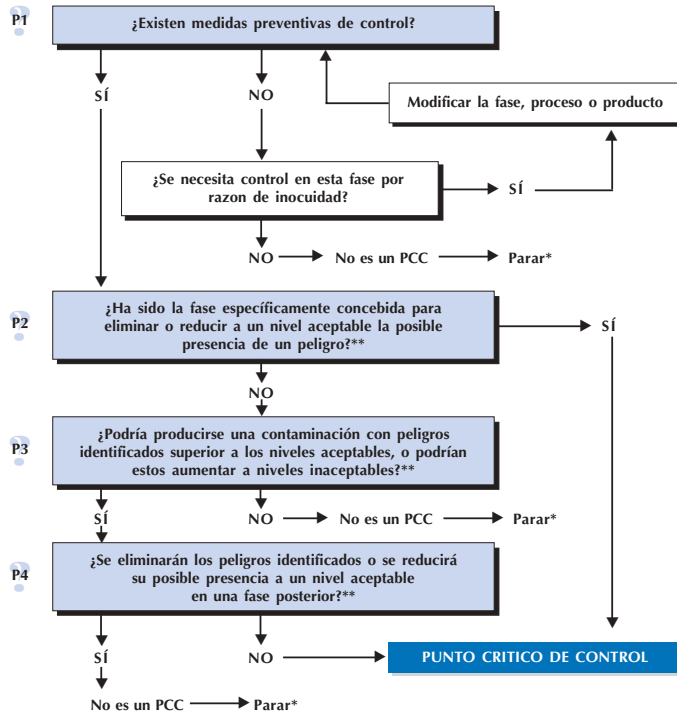 P1
¿Existen medidas preventivas de control?
SÍ
NO
Modificar la fase, proceso o producto
¿Se necesita control en esta fase por
razon de inocuidad?
SÍ
NO
No es un PCC
Parar*
P2
¿Ha sido la fase específicamente concebida para
eliminar o reducir a un nivel aceptable la posible
presencia de un peligro?**
SÍ
NO
P3
¿Podría producirse una contaminación con peligros
identificados superior a los niveles aceptables, o podrían
estos aumentar a niveles inaceptables?**
SÍ
NO
No es un PCC
Parar*
P4
¿Se eliminarán los peligros identificados o se reducirá
su posible presencia a un nivel aceptable
en una fase posterior?**
SÍ
NO
PUNTO CRITICO DE CONTROL
No es un PCC
Parar*